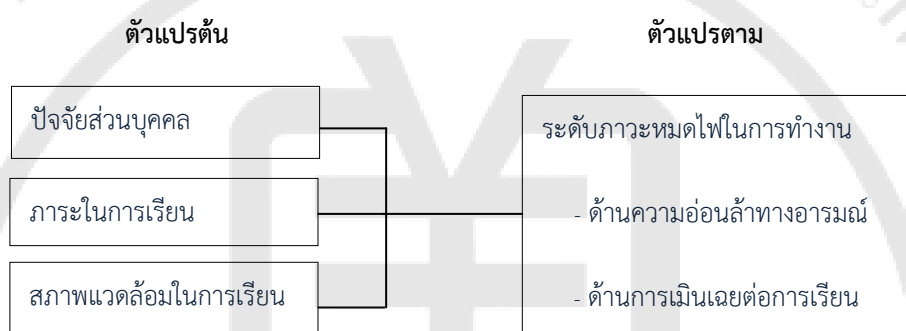 ตัวแปรต้น
ตัวแปรตาม
ปัจจัยส่วนบุคคล
ภาระในการเรียน
สภาพแวดล้อมในการเรียน
ระดับภาวะหมดไฟในการทำงาน
- ด้านความอ่อนล้าทางอารมณ์
- ด้านการเมินเฉยต่อการเรียน